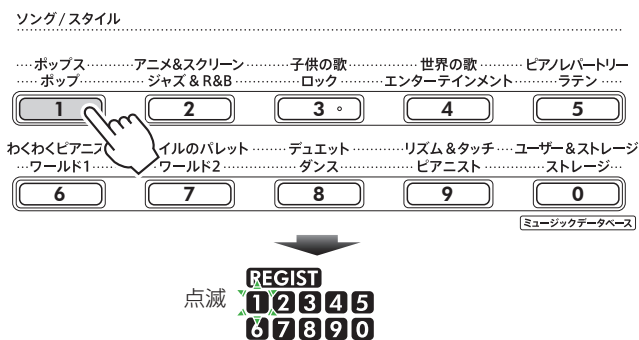 ソング/スタイル
ポップス アニメ&スクリーン 子供の歌 世界の歌 ピアノレパートリー
ポップ ジャズ & R&B ロック エンターテインメント ラテン
1 2 3 4 5
わくわくピアニス イルのパレット デュエット リズム &タッチ ユーザー&ストレージ
ワールド1 ワールド2 ダンス ピアニスト ストレージ
6 7 8 9 0
ミュージックデータベース
REGIST
点滅 1 2 3 4 5
6 7 8 9 0